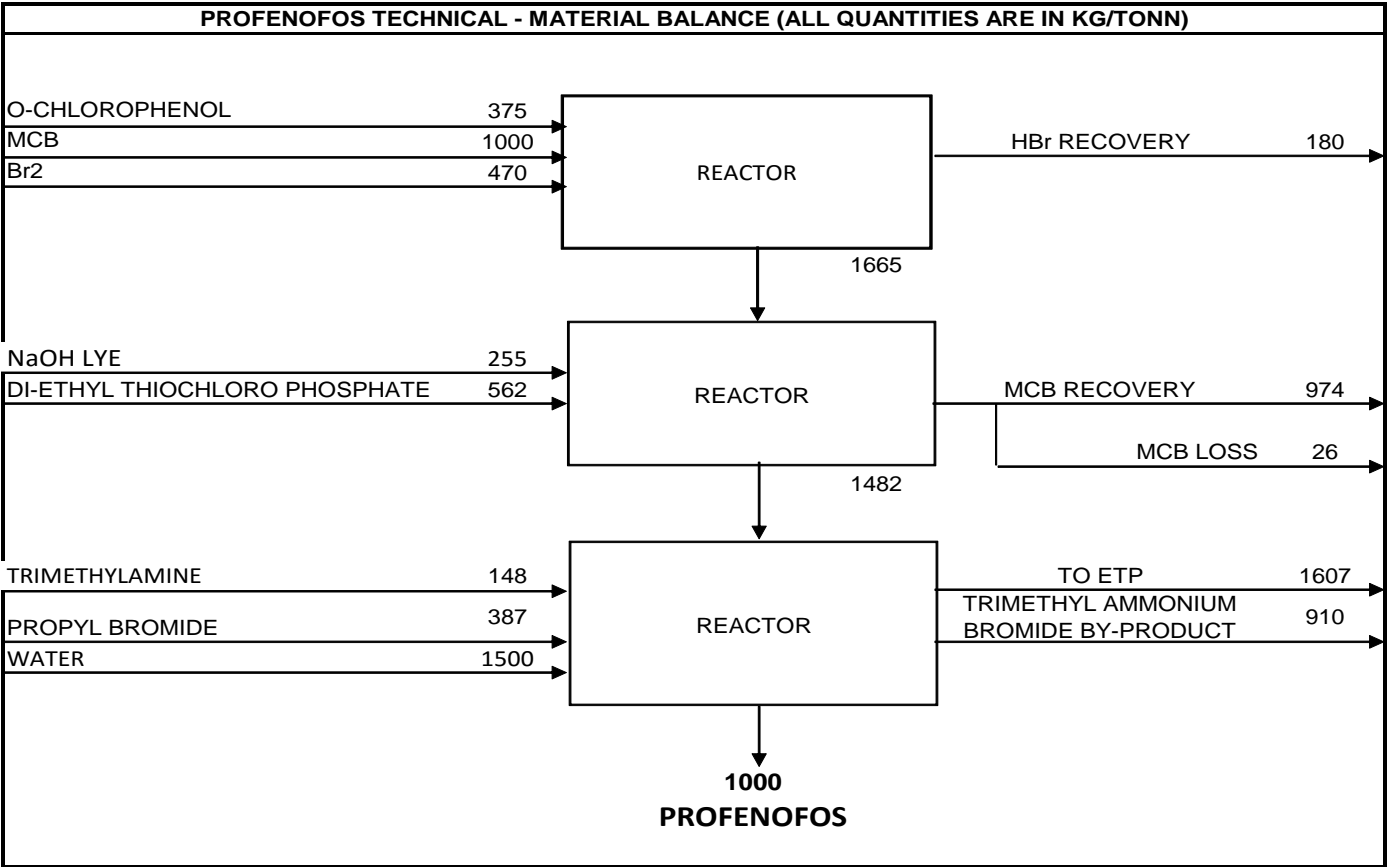 PROFENOFOS TECHNICAL - MATERIAL BALANCE (ALL QUANTITIES ARE IN KG/TONN)
O-CHLOROPHENOL 375
MCB 1000
Br2 470
REACTOR
HBr RECOVERY 180
1665
NaOH LYE 255
DI-ETHYL THIOCHLORO PHOSPHATE 562
REACTOR
MCB RECOVERY 974
MCB LOSS 26
1482
TRIMETHYLAMINE 148
PROPYL BROMIDE 387
WATER 1500
REACTOR
TO ETP 1607
TRIMETHYL AMMONIUM
BROMIDE BY-PRODUCT 910
1000
PROFENOFOS